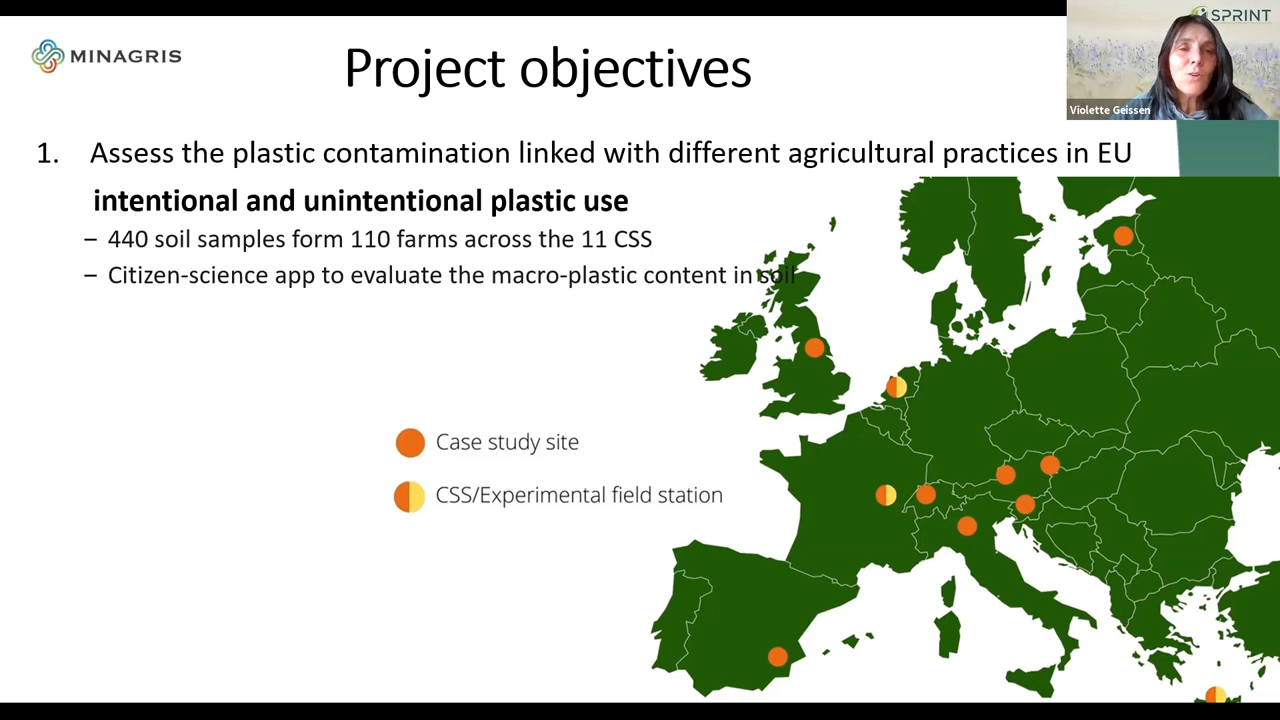 SPRINT
MINAGRIS
Project objectives
Violette Geissen
1. Assess the plastic contamination linked with different agricultural practices in EU
intentional and unintentional plastic use
– 440 soil samples form 110 farms across the 11 CSS
– Citizen-science app to evaluate the macro-plastic content in soil
Case study site
CSS/Experimental field station